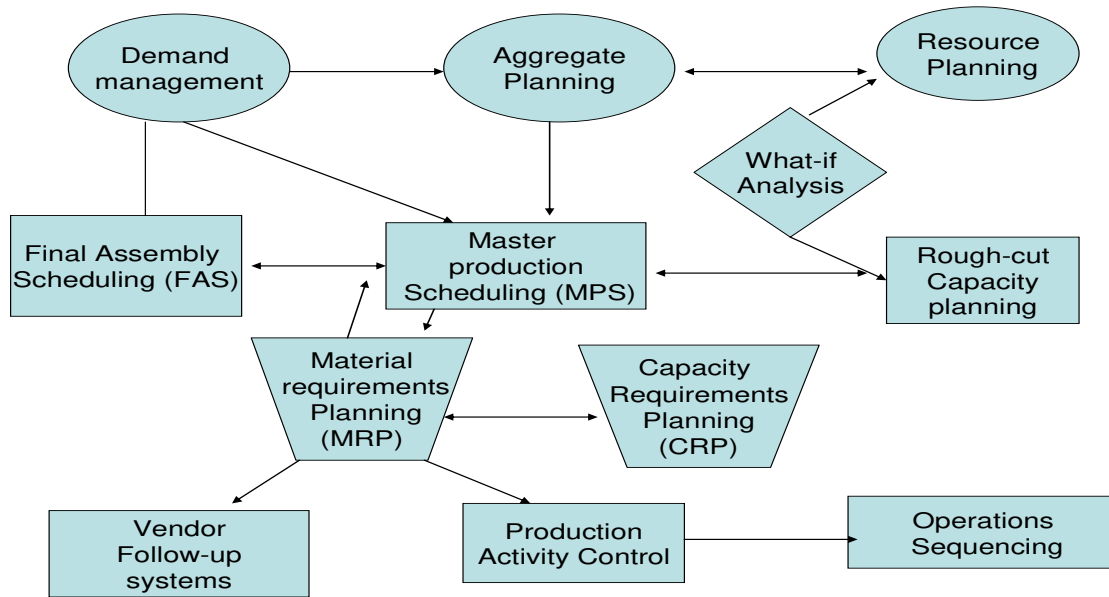 Demand
management
Aggregate
Planning
Resource
Planning
What-if
Analysis
Final Assembly
Scheduling (FAS)
Master
production
Scheduling (MPS)
Rough-cut
Capacity
planning
Material
requirements
Planning
(MRP)
Capacity
Requirements
Planning
(CRP)
Vendor
Follow-up
systems
Production
Activity Control
Operations
Sequencing